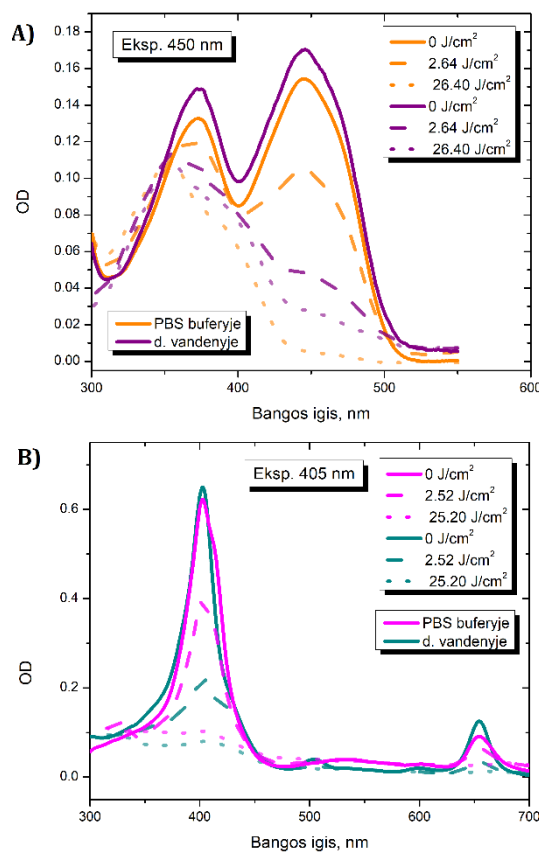 A)
Eksp. 450 nm
0 J/cm²
2.64 J/cm²
26.40 J/cm²
0 J/cm²
2.64 J/cm²
26.40 J/cm²
0.18
0.16
0.14
0.12
0.10
0.08
0.06
0.04
0.02
0.00
OD
PBS buferyje
d. vandenyje
300
400
500
600
Bangos igis, nm
B)
Eksp. 405 nm
0 J/cm²
2.52 J/cm²
25.20 J/cm²
0 J/cm²
2.52 J/cm²
25.20 J/cm²
PBS buferyje
d. vandenyje
0.6
0.4
0.2
0.0
OD
300
400
500
600
700
Bangos igis, nm